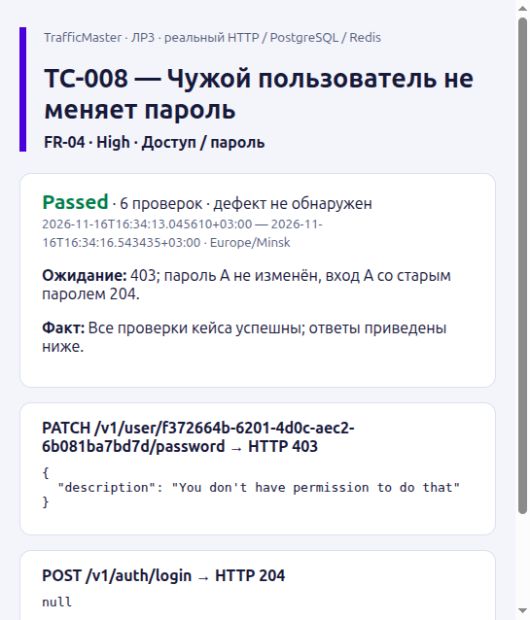 TrafficMaster · ЛР3 · реальный HTTP / PostgreSQL / Redis
TC-008 — Чужой пользователь не
меняет пароль
FR-04 · High · Доступ / пароль
Passed · 6 проверок · дефект не обнаружен
2026-11-16T16:34:13.045610+03:00 — 2026-11-
16T16:34:16.543435+03:00 · Europe/Minsk
Ожидание: 403; пароль A не изменён, вход A со старым
паролем 204.
Факт: Все проверки кейса успешны; ответы приведены
ниже.
PATCH /v1/user/f372664b-6201-4d0c-aec2-
6b081ba7bd7d/password → HTTP 403
{
  "description": "You don't have permission to do that"
}
POST /v1/auth/login → HTTP 204
null